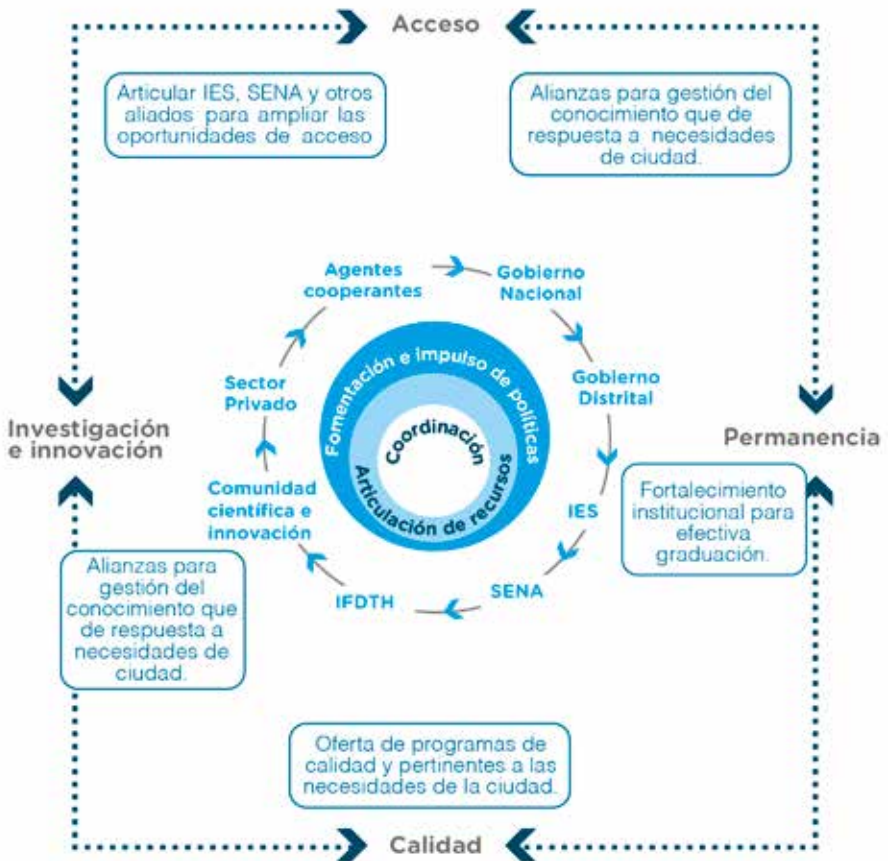 Acceso
Articular IES, SENA y otros
aliados para ampliar las
oportunidades de acceso
Alianzas para gestión del
conocimiento que de
respuesta a necesidades
de ciudad.
Agentes
cooperantes
Gobierno
Nacional
Sector
Privado
Gobierno
Distrital
Fomentación e impulso de políticas
Coordinación
Articulación de recursos
Investigación
e innovación
Permanencia
Comunidad
científica e
innovación
IES
Fortalecimiento
institucional para
efectiva
graduación.
Alianzas para
gestión del
conocimiento que
de respuesta a
necesidades de
ciudad.
IFDTH
SENA
Oferta de programas de
calidad y pertinentes a las
necesidades de la ciudad.
Calidad